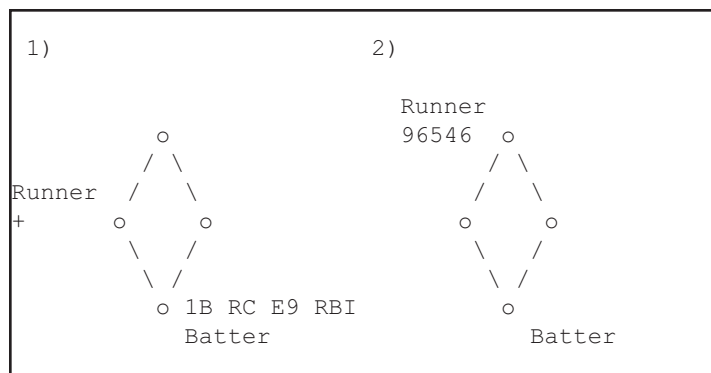 1) 2)
Runner
96546 o
/ \ / \
Runner / \ / \
+ o o o o
\ / \ /
\ / \ /
o 1B RC E9 RBI o
Batter Batter